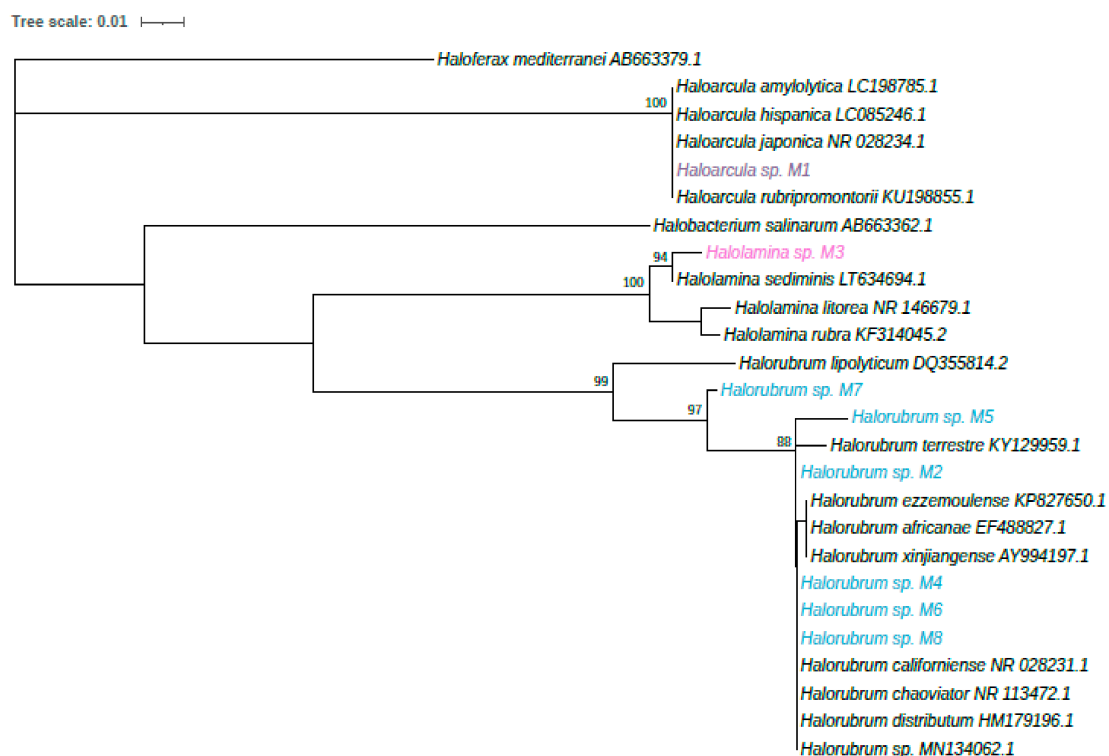 Tree scale: 0.01
Haloferax mediterranei AB663379.1
Haloarcula amylolytica LC198785.1
100
Haloarcula hispanica LC085246.1
Haloarcula japonica NR 028234.1
Haloarcula sp. M1
Haloarcula rubripromontorii KU198855.1
Halobacterium salinarum AB663362.1
94
Halolamina sp. M3
100
Halolamina sediminis LT634694.1
Halolamina litorea NR 146679.1
Halolamina rubra KF314045.2
Halorubrum lipolyticum DQ355814.2
99
Halorubrum sp. M7
97
Halorubrum sp. M5
88
Halorubrum terrestre KY129959.1
Halorubrum sp. M2
Halorubrum ezzemoulense KP827650.1
Halorubrum africanae EF488827.1
Halorubrum xinjiangense AY994197.1
Halorubrum sp. M4
Halorubrum sp. M6
Halorubrum sp. M8
Halorubrum californiense NR 028231.1
Halorubrum chaoviator NR 113472.1
Halorubrum distributum HM179196.1
Halorubrum sp. MN134062.1